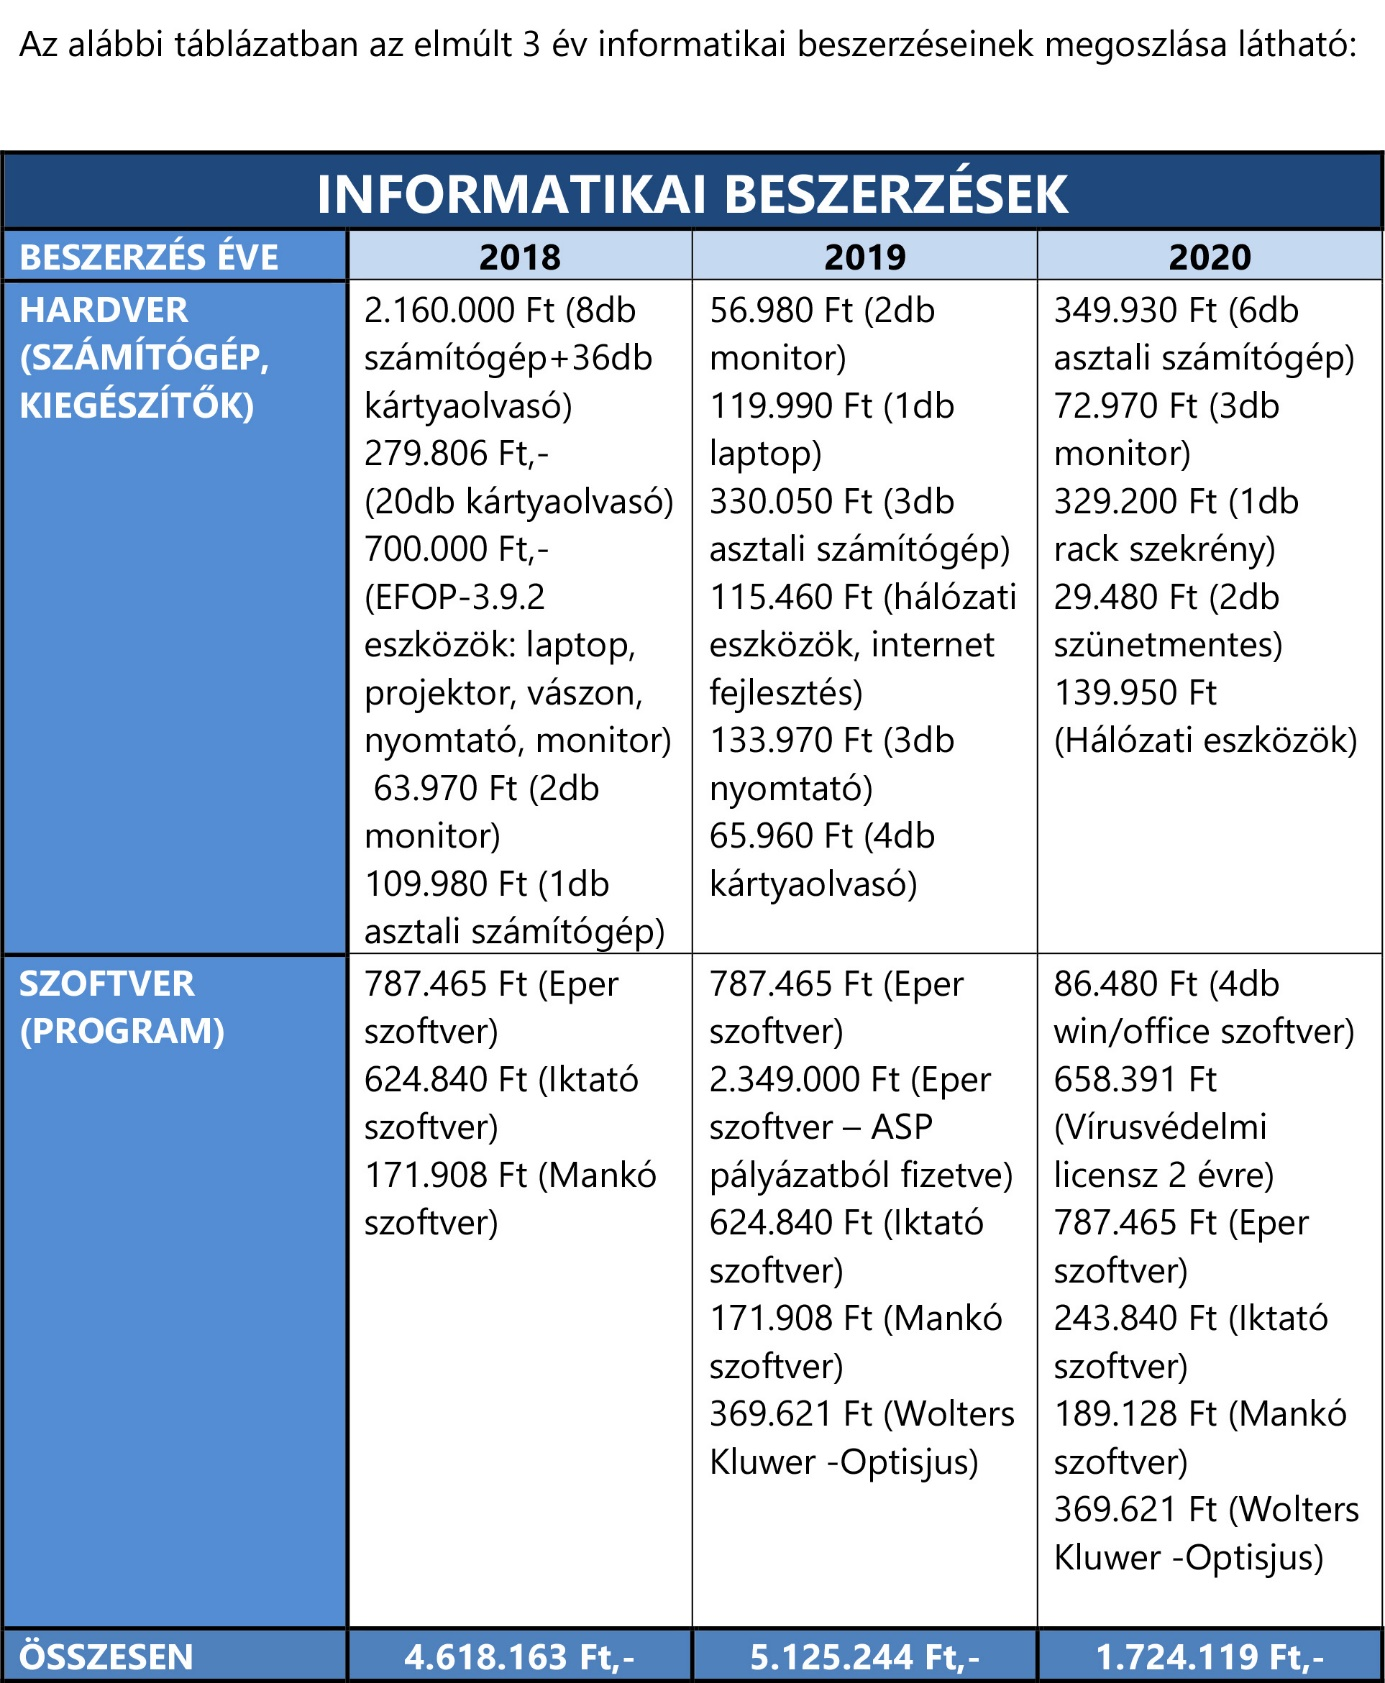 Az alábbi táblázatban az elmúlt 3 év informatikai beszerzéseinek megoszlása látható:
INFORMATIKAI BESZERZÉSEK
BESZERZÉS ÉVE
2018
2019
2020
HARDVER
(SZÁMÍTÓGÉP,
KIEGÉSZÍTŐK)
2.160.000 Ft (8db
számítógép+36db
kártyaolvasó)
279.806 Ft,-
(20db kártyaolvasó)
700.000 Ft,-
(EFOP-3.9.2
eszközök: laptop,
projektor, vászon,
nyomtató, monitor)
63.970 Ft (2db
monitor)
109.980 Ft (1db
asztali számítógép)
56.980 Ft (2db
monitor)
119.990 Ft (1db
laptop)
330.050 Ft (3db
asztali számítógép)
115.460 Ft (hálózati
eszközök, internet
fejlesztés)
133.970 Ft (3db
nyomtató)
65.960 Ft (4db
kártyaolvasó)
349.930 Ft (6db
asztali számítógép)
72.970 Ft (3db
monitor)
329.200 Ft (1db
rack szekrény)
29.480 Ft (2db
szünetmentes)
139.950 Ft
(Hálózati eszközök)
SZOFTVER
(PROGRAM)
787.465 Ft (Eper
szoftver)
624.840 Ft (Iktató
szoftver)
171.908 Ft (Mankó
szoftver)
787.465 Ft (Eper
szoftver)
2.349.000 Ft (Eper
szoftver – ASP
pályázatból fizetve)
624.840 Ft (Iktató
szoftver)
171.908 Ft (Mankó
szoftver)
369.621 Ft (Wolters
Kluwer -Optisjus)
86.480 Ft (4db
win/office szoftver)
658.391 Ft
(Vírusvédelmi
licensz 2 évre)
787.465 Ft (Eper
szoftver)
243.840 Ft (Iktató
szoftver)
189.128 Ft (Mankó
szoftver)
369.621 Ft (Wolters
Kluwer -Optisjus)
ÖSSZESEN
4.618.163 Ft,-
5.125.244 Ft,-
1.724.119 Ft,-